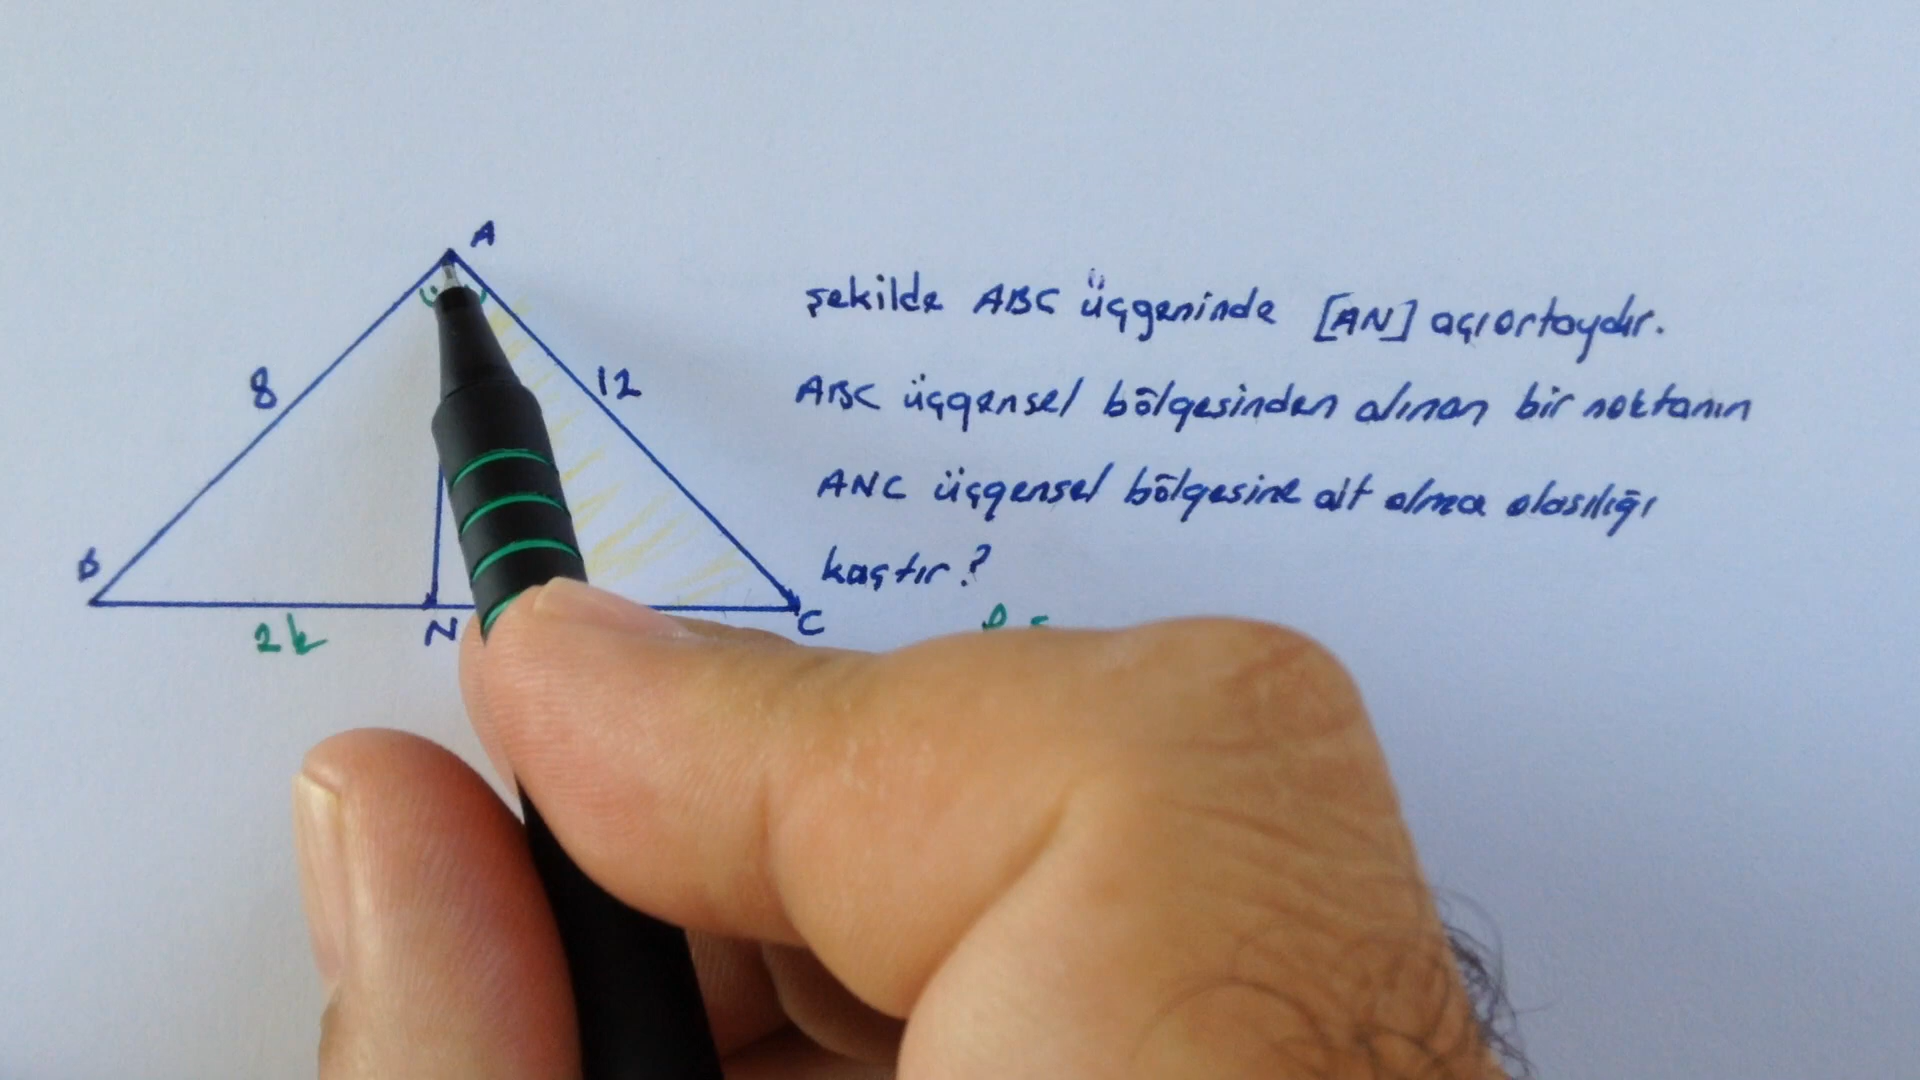 A
8
12
B
2k
N
C
şekilde ABC üçgeninde [AN] açıortaydır.
ABC üçgensel bölgesinden alınan bir noktanın
ANC üçgensel bölgesine ait olma olasılığı
kaçtır?